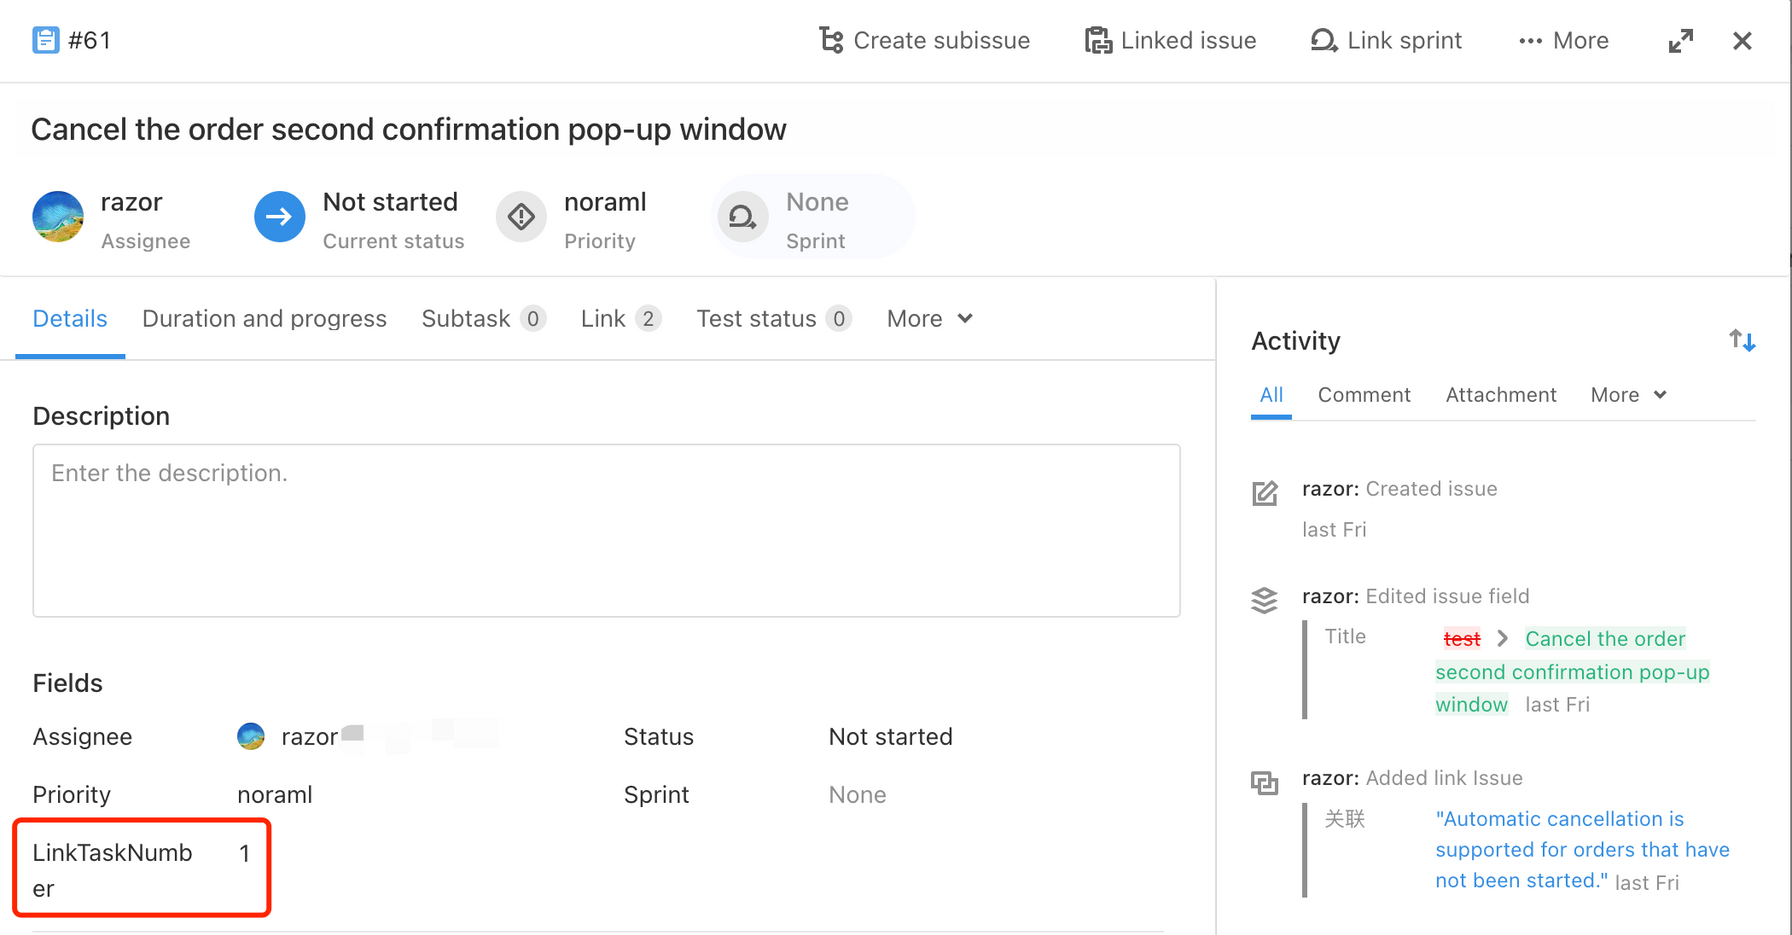 #61
Create subissue
Linked issue
Link sprint
More
Cancel the order second confirmation pop-up window
razor
Assignee
Not started
Current status
noraml
Priority
None
Sprint
Details
Duration and progress
Subtask 0
Link 2
Test status 0
More
Description
Enter the description.
Fields
Assignee
razor
Status
Not started
Priority
noraml
Sprint
None
LinkTaskNumb
er
1
Activity
All
Comment
Attachment
More
razor: Created issue
last Fri
razor: Edited issue field
Title
test > Cancel the order
second confirmation pop-up
window last Fri
razor: Added link Issue
关联
"Automatic cancellation is
supported for orders that have
not been started." last Fri